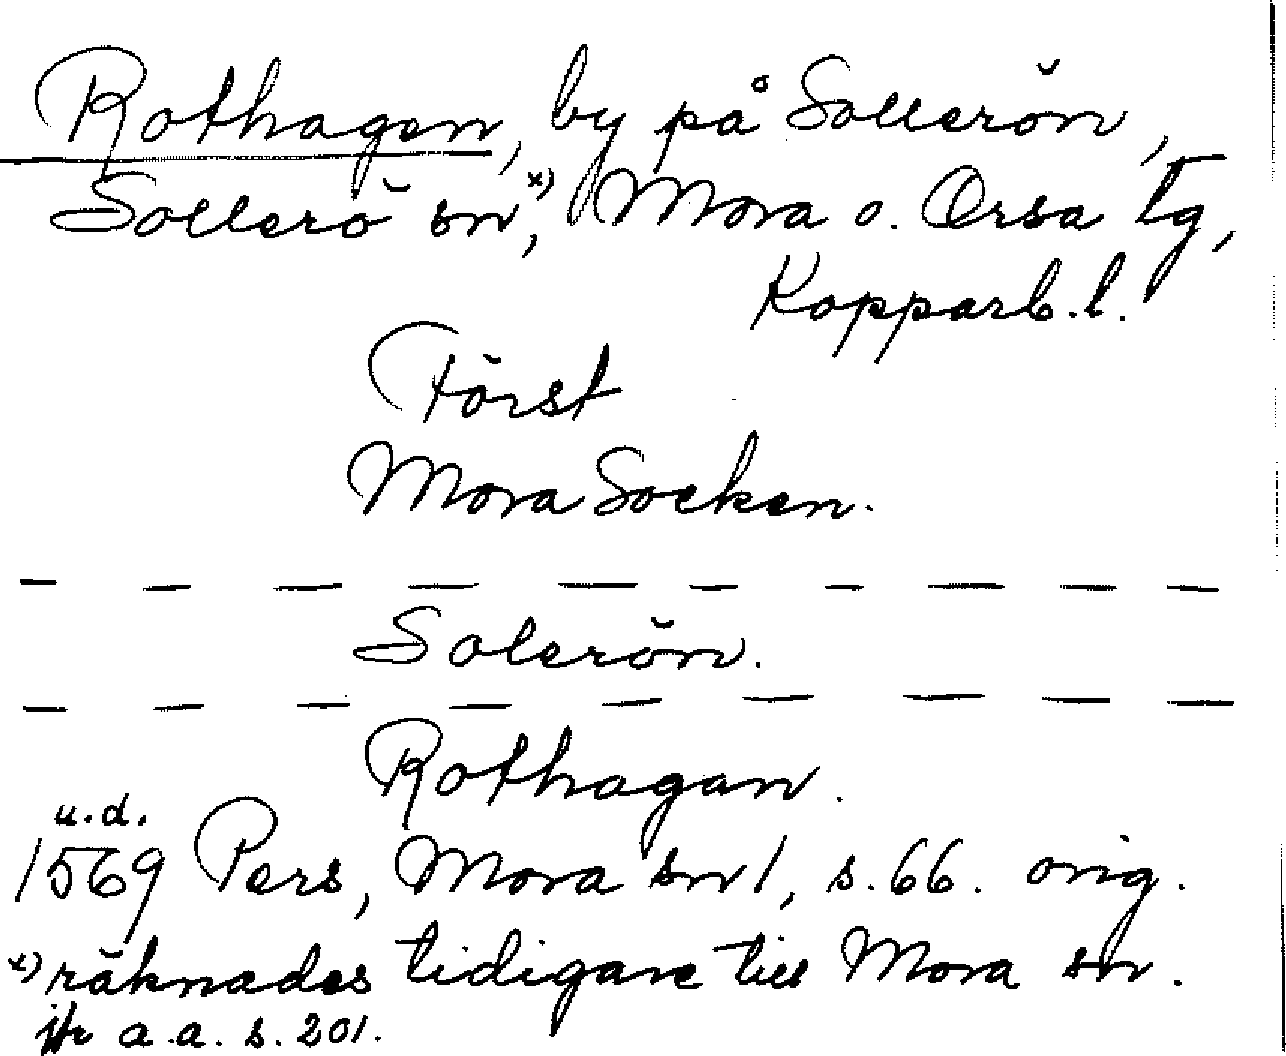 Rothagen, by på Sollerön,
Sollerö sn,x) Mora o. Orsa tg,
Kopparb. l.
Först
Mora Socken.
Solerön.
Rothagan.
u.d.
1569 Pers, Mora sn 1, s. 66. orig.
x) räknades tidigare till Mora sn.
jfr a.a. s. 201.